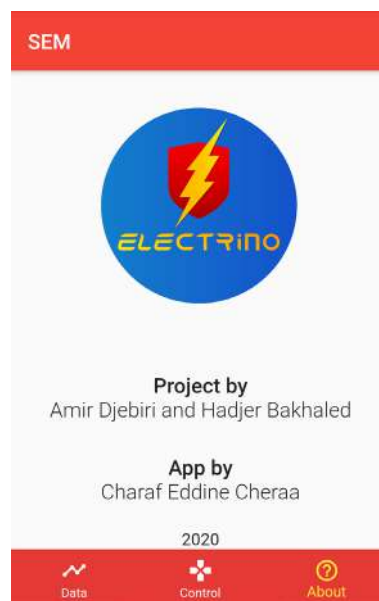 SEM
ELECTRINO
Project by
Amir Djebiri and Hadjer Bakhaled
App by
Charaf Eddine Cheraa
2020
Data
Control
About